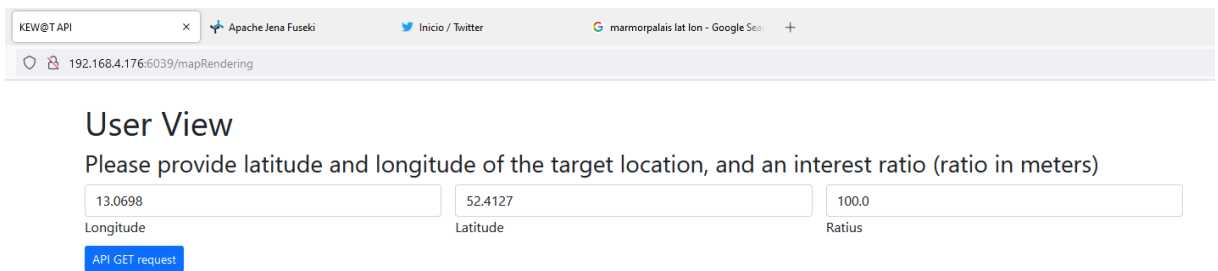 KEW@T API × Apache Jena Fuseki Inicio / Twitter marmorpalais lat lon - Google Sea +
192.168.4.176:6039/mapRendering
User View
Please provide latitude and longitude of the target location, and an interest ratio (ratio in meters)
13.0698 52.4127 100.0
Longitude Latitude Ratius
API GET request